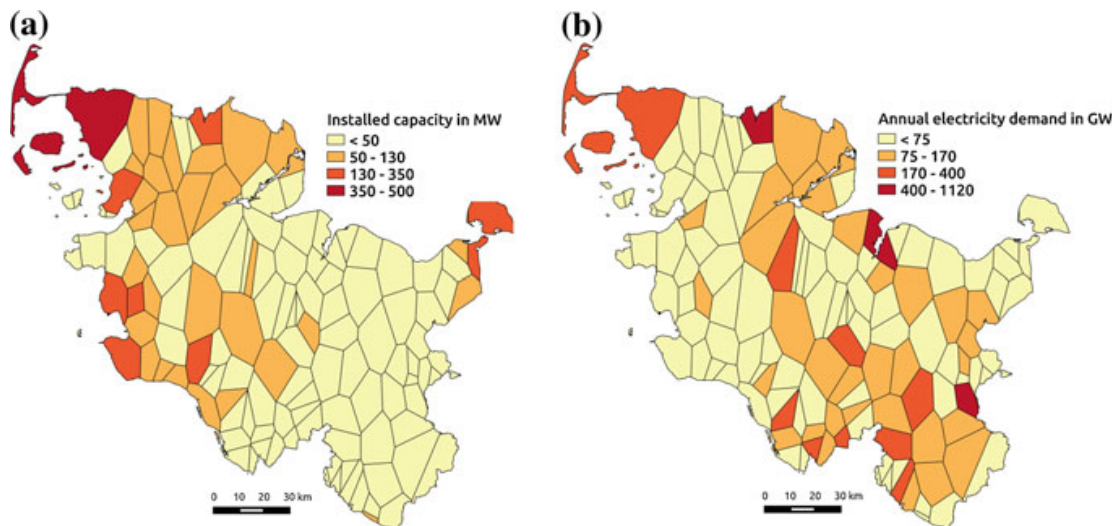 (a)
Installed capacity in MW
< 50
50 - 130
130 - 350
350 - 500
0 10 20 30 km
(b)
Annual electricity demand in GW
< 75
75 - 170
170 - 400
400 - 1120
0 10 20 30 km